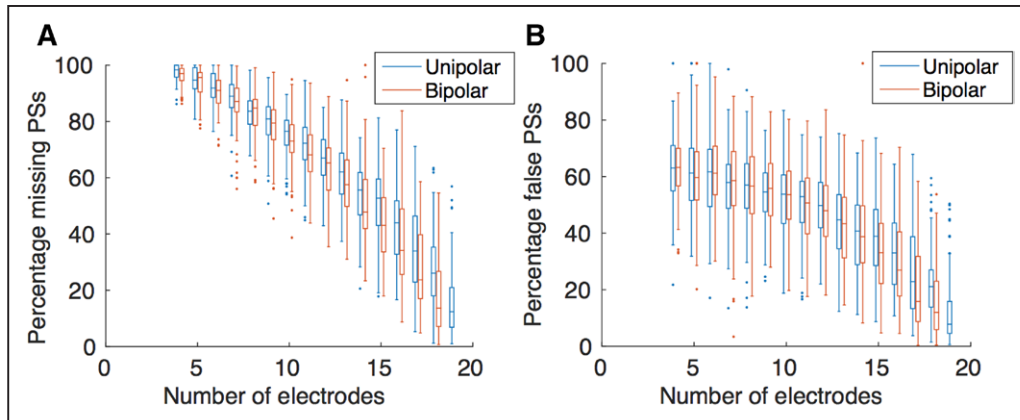 A
Percentage missing PSs
100
80
60
40
20
0
0 5 10 15 20
Number of electrodes
Unipolar
Bipolar
B
Percentage false PSs
100
80
60
40
20
0
0 5 10 15 20
Number of electrodes
Unipolar
Bipolar